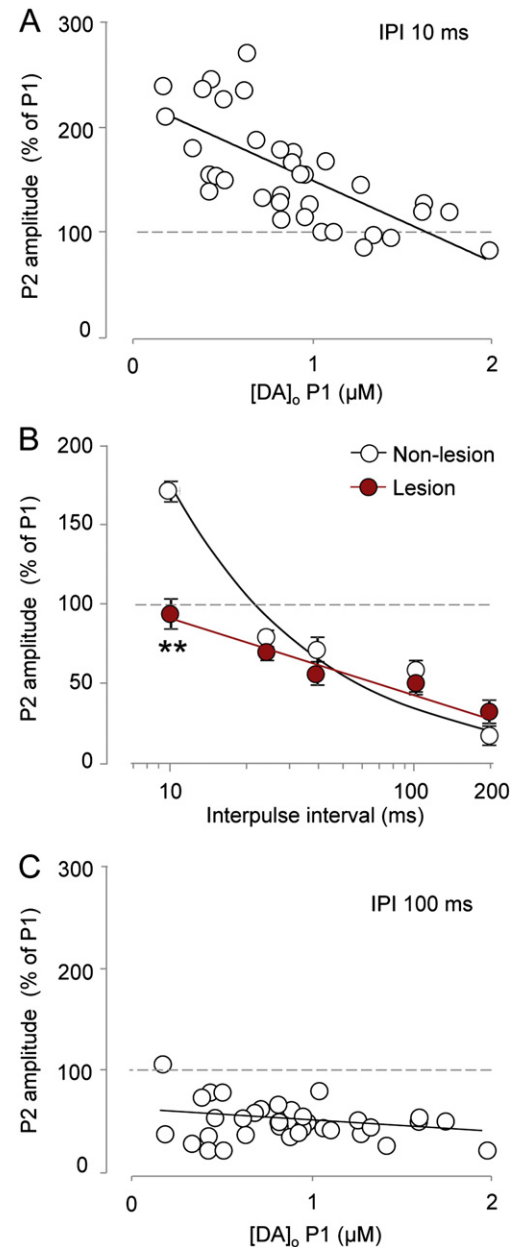 A
IPI 10 ms
P2 amplitude (% of P1)
300
200
100
0
0 1 2
[DA]ₒ P1 (µM)
B
Non-lesion
Lesion
P2 amplitude (% of P1)
200
150
100
50
0
**
10 100 200
Interpulse interval (ms)
C
IPI 100 ms
P2 amplitude (% of P1)
300
200
100
0
0 1 2
[DA]ₒ P1 (µM)